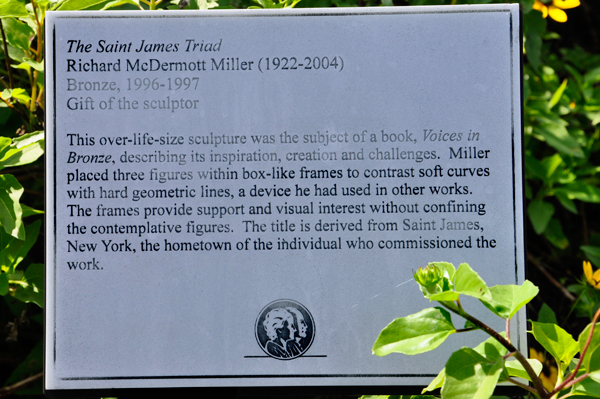 The Saint James Triad
Richard McDermott Miller (1922-2004)
Bronze, 1996-1997
Gift of the sculptor
This over-life-size sculpture was the subject of a book, Voices in
Bronze, describing its inspiration, creation and challenges.  Miller
placed three figures within box-like frames to contrast soft curves
with hard geometric lines, a device he had used in other works.
The frames provide support and visual interest without confining
the contemplative figures.  The title is derived from Saint James,
New York, the hometown of the individual who commissioned the
work.